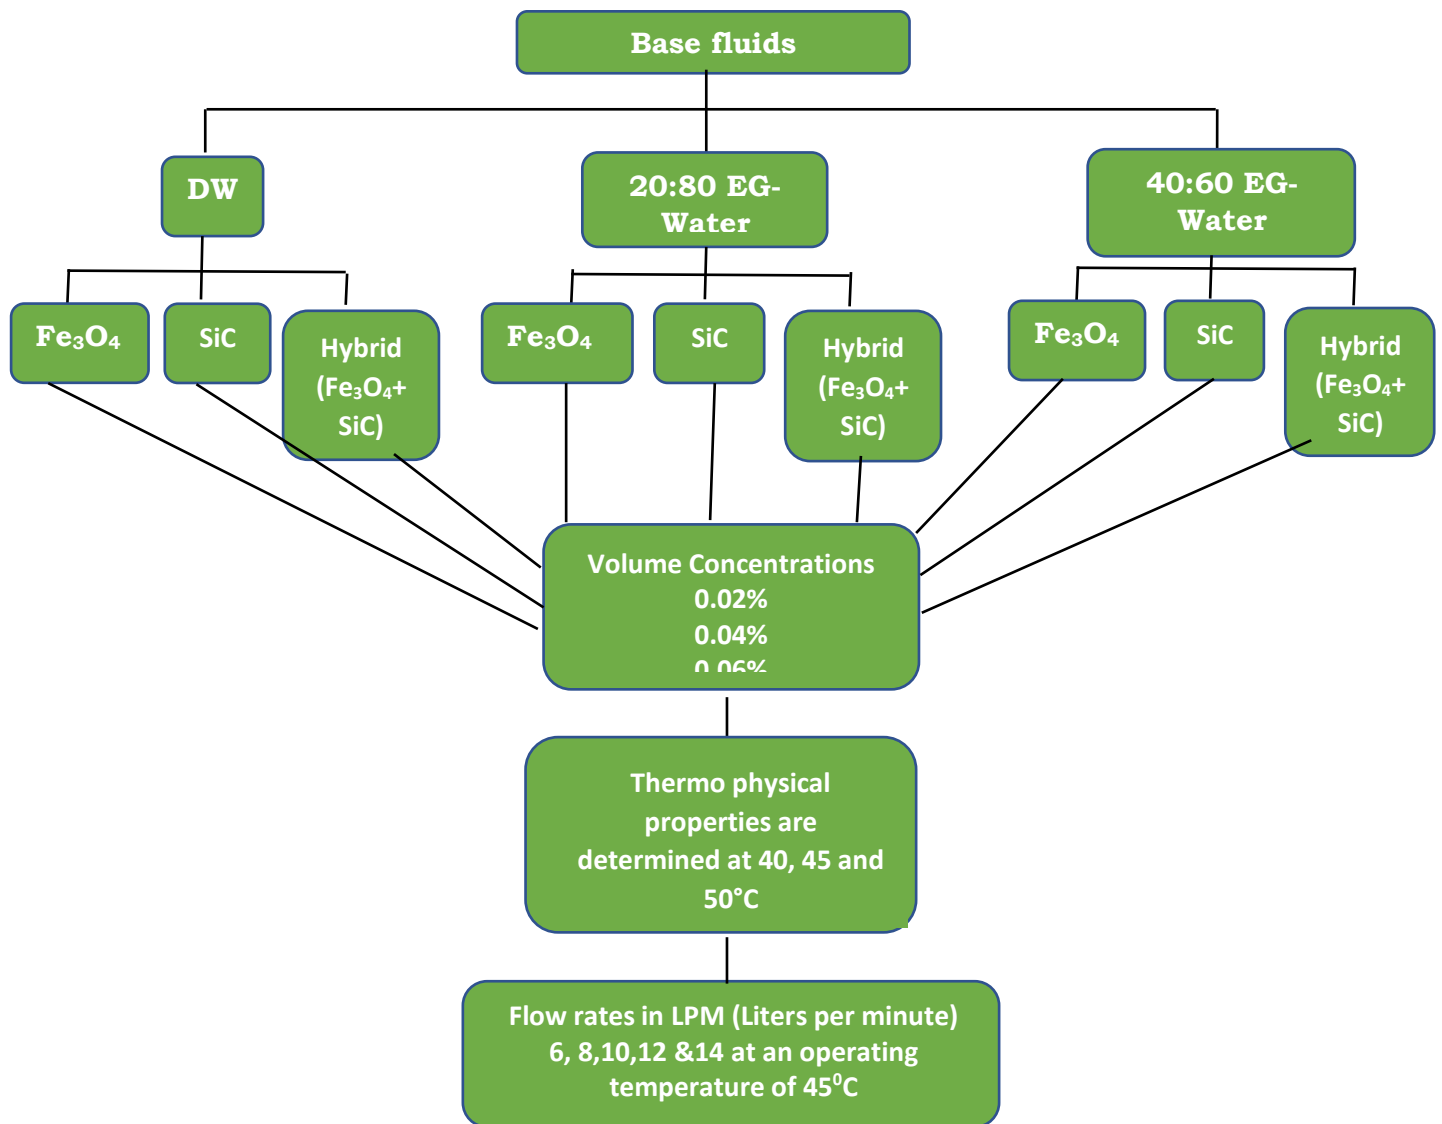 Base fluids
DW
20:80 EG-
Water
40:60 EG-
Water
Fe₃O₄
SiC
Hybrid
(Fe₃O₄+
SiC)
Fe₃O₄
SiC
Hybrid
(Fe₃O₄+
SiC)
Fe₃O₄
SiC
Hybrid
(Fe₃O₄+
SiC)
Volume Concentrations
0.02%
0.04%
0.06%
Thermo physical
properties are
determined at 40, 45 and
50°C
Flow rates in LPM (Liters per minute)
6, 8,10,12 &14 at an operating
temperature of 45⁰C